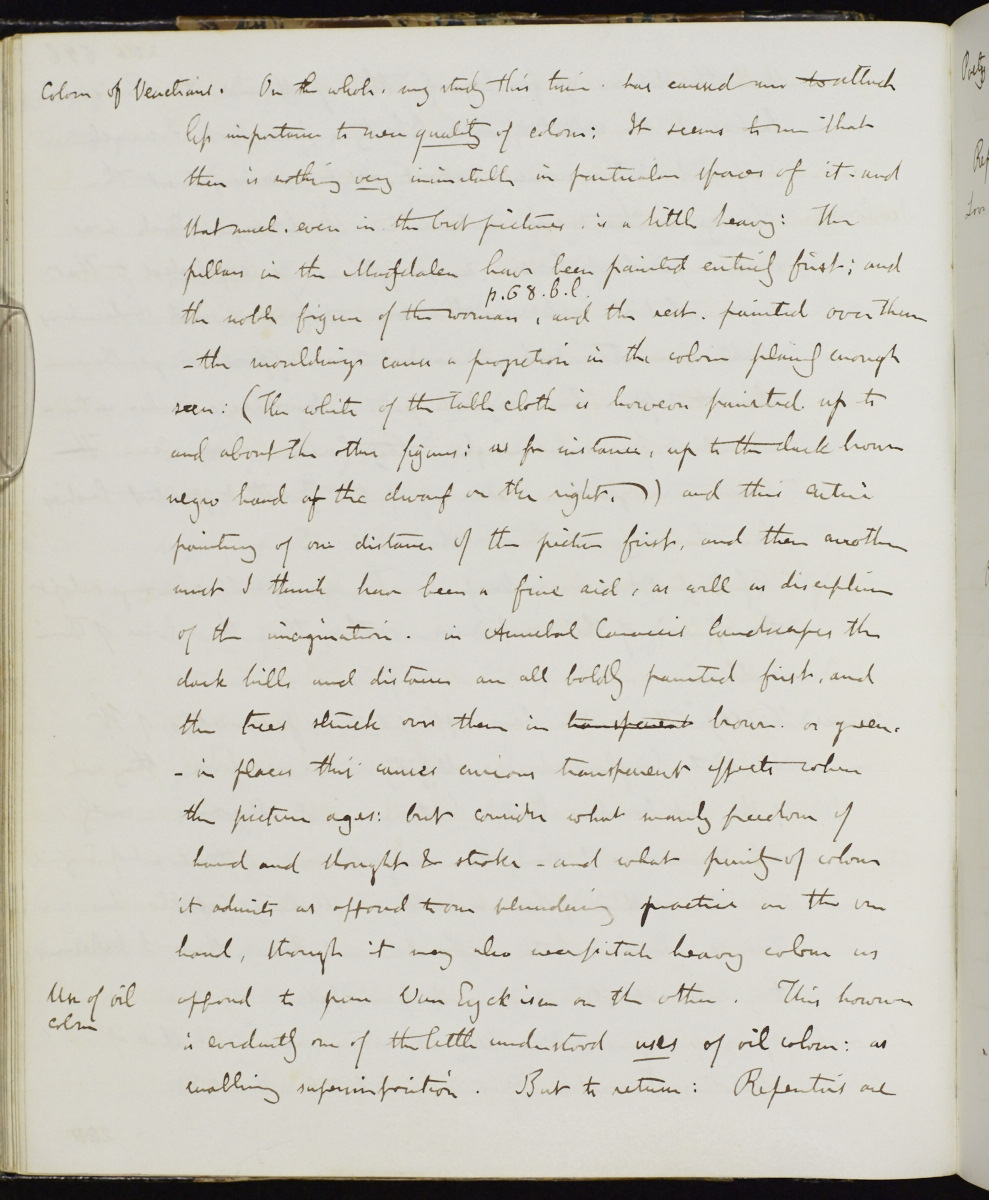 Colour of Venetians. On the whole. my study this time. has caused me to attach
less importance to mere quality of colour: It seems to me that
there is nothing very inimitable in particular spaces of it - and
that much. even in the best pictures. is a little heavy: The
pillars in the Magdalen have been painted entirely first; and
p. 68. b.l.
the noble figure of the woman, and the rest. painted over them
- the mouldings cause a projection in the colour plainly enough
seen: (The white of the table cloth is however painted up to
and about the other figures: as for instance, up to the dark brown
negro hand of the dwarf on the right.) and this entire
painting of one distance of the picture first, and then another
must I think have been a fine aid, as well as discipline
of the imagination. in Annibal Caraccis landscapes the
dark hills and distances are all boldly painted first, and
the trees struck over them in transparent brown. or green.
- in places this causes curious transparent effects when
the picture ages: but consider what manly freedom of
hand and thought & stroke - and what purity of colour
it admits as opposed to our blundering practice on the one
hand, though it may also necessitate heavy colour as
Use of oil
colour
opposed to pure Van Eyckism on the other. This however
is evidently one of the little understood uses of oil colour: as
enabling superimposition. But to return: Repentirs are